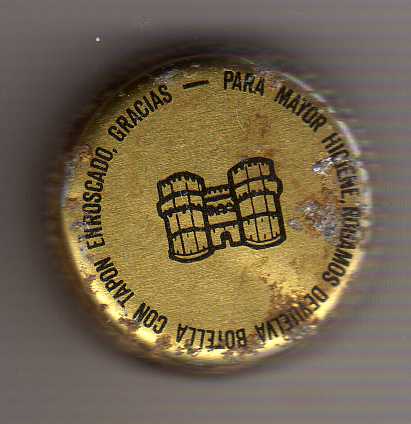 PARA MAYOR HIGIENE, ROGAMOS DEVUELVA BOTELLA CON TAPON ENROSCADO, GRACIAS —